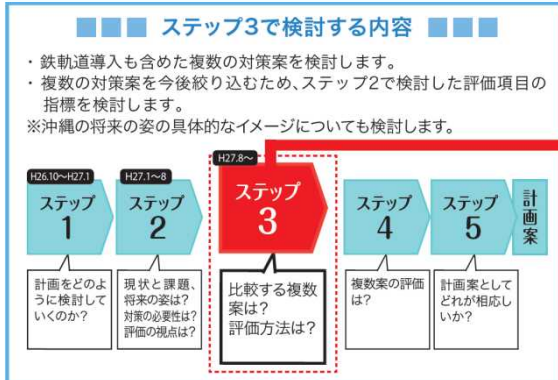 ステップ3で検討する内容
・鉄軌道導入も含めた複数の対策案を検討します。
・複数の対策案を今後絞り込むため、ステップ2で検討した評価項目の
指標を検討します。
※沖縄の将来の姿の具体的なイメージについても検討します。
H26.10〜H27.1
ステップ
1
計画をどのよ
うに検討して
いくのか?
H27.1〜8
ステップ
2
現状と課題、
将来の姿は?
対策の必要性は?
評価の視点は?
H27.8〜
ステップ
3
比較する複数
案は?
評価方法は?
ステップ
4
複数案の評価
は?
ステップ
5
計画案として
どれが相応し
いか?
計画案